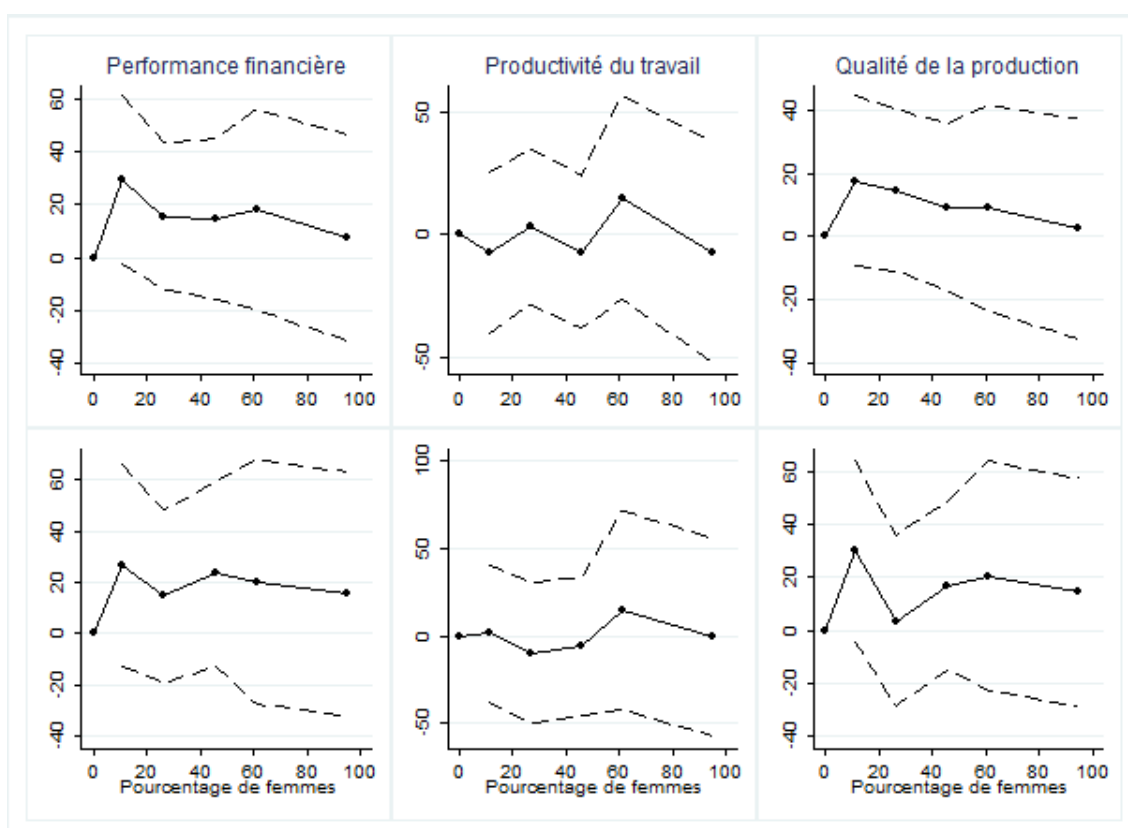 Performance financière
60
40
20
0
-20
-40
0 20 40 60 80 100
Productivité du travail
50
0
-50
0 20 40 60 80 100
Qualité de la production
40
20
0
-20
-40
0 20 40 60 80 100
60
40
20
0
-20
-40
0 20 40 60 80 100
Pourcentage de femmes
100
50
0
-50
0 20 40 60 80 100
Pourcentage de femmes
60
40
20
0
-20
-40
0 20 40 60 80 100
Pourcentage de femmes